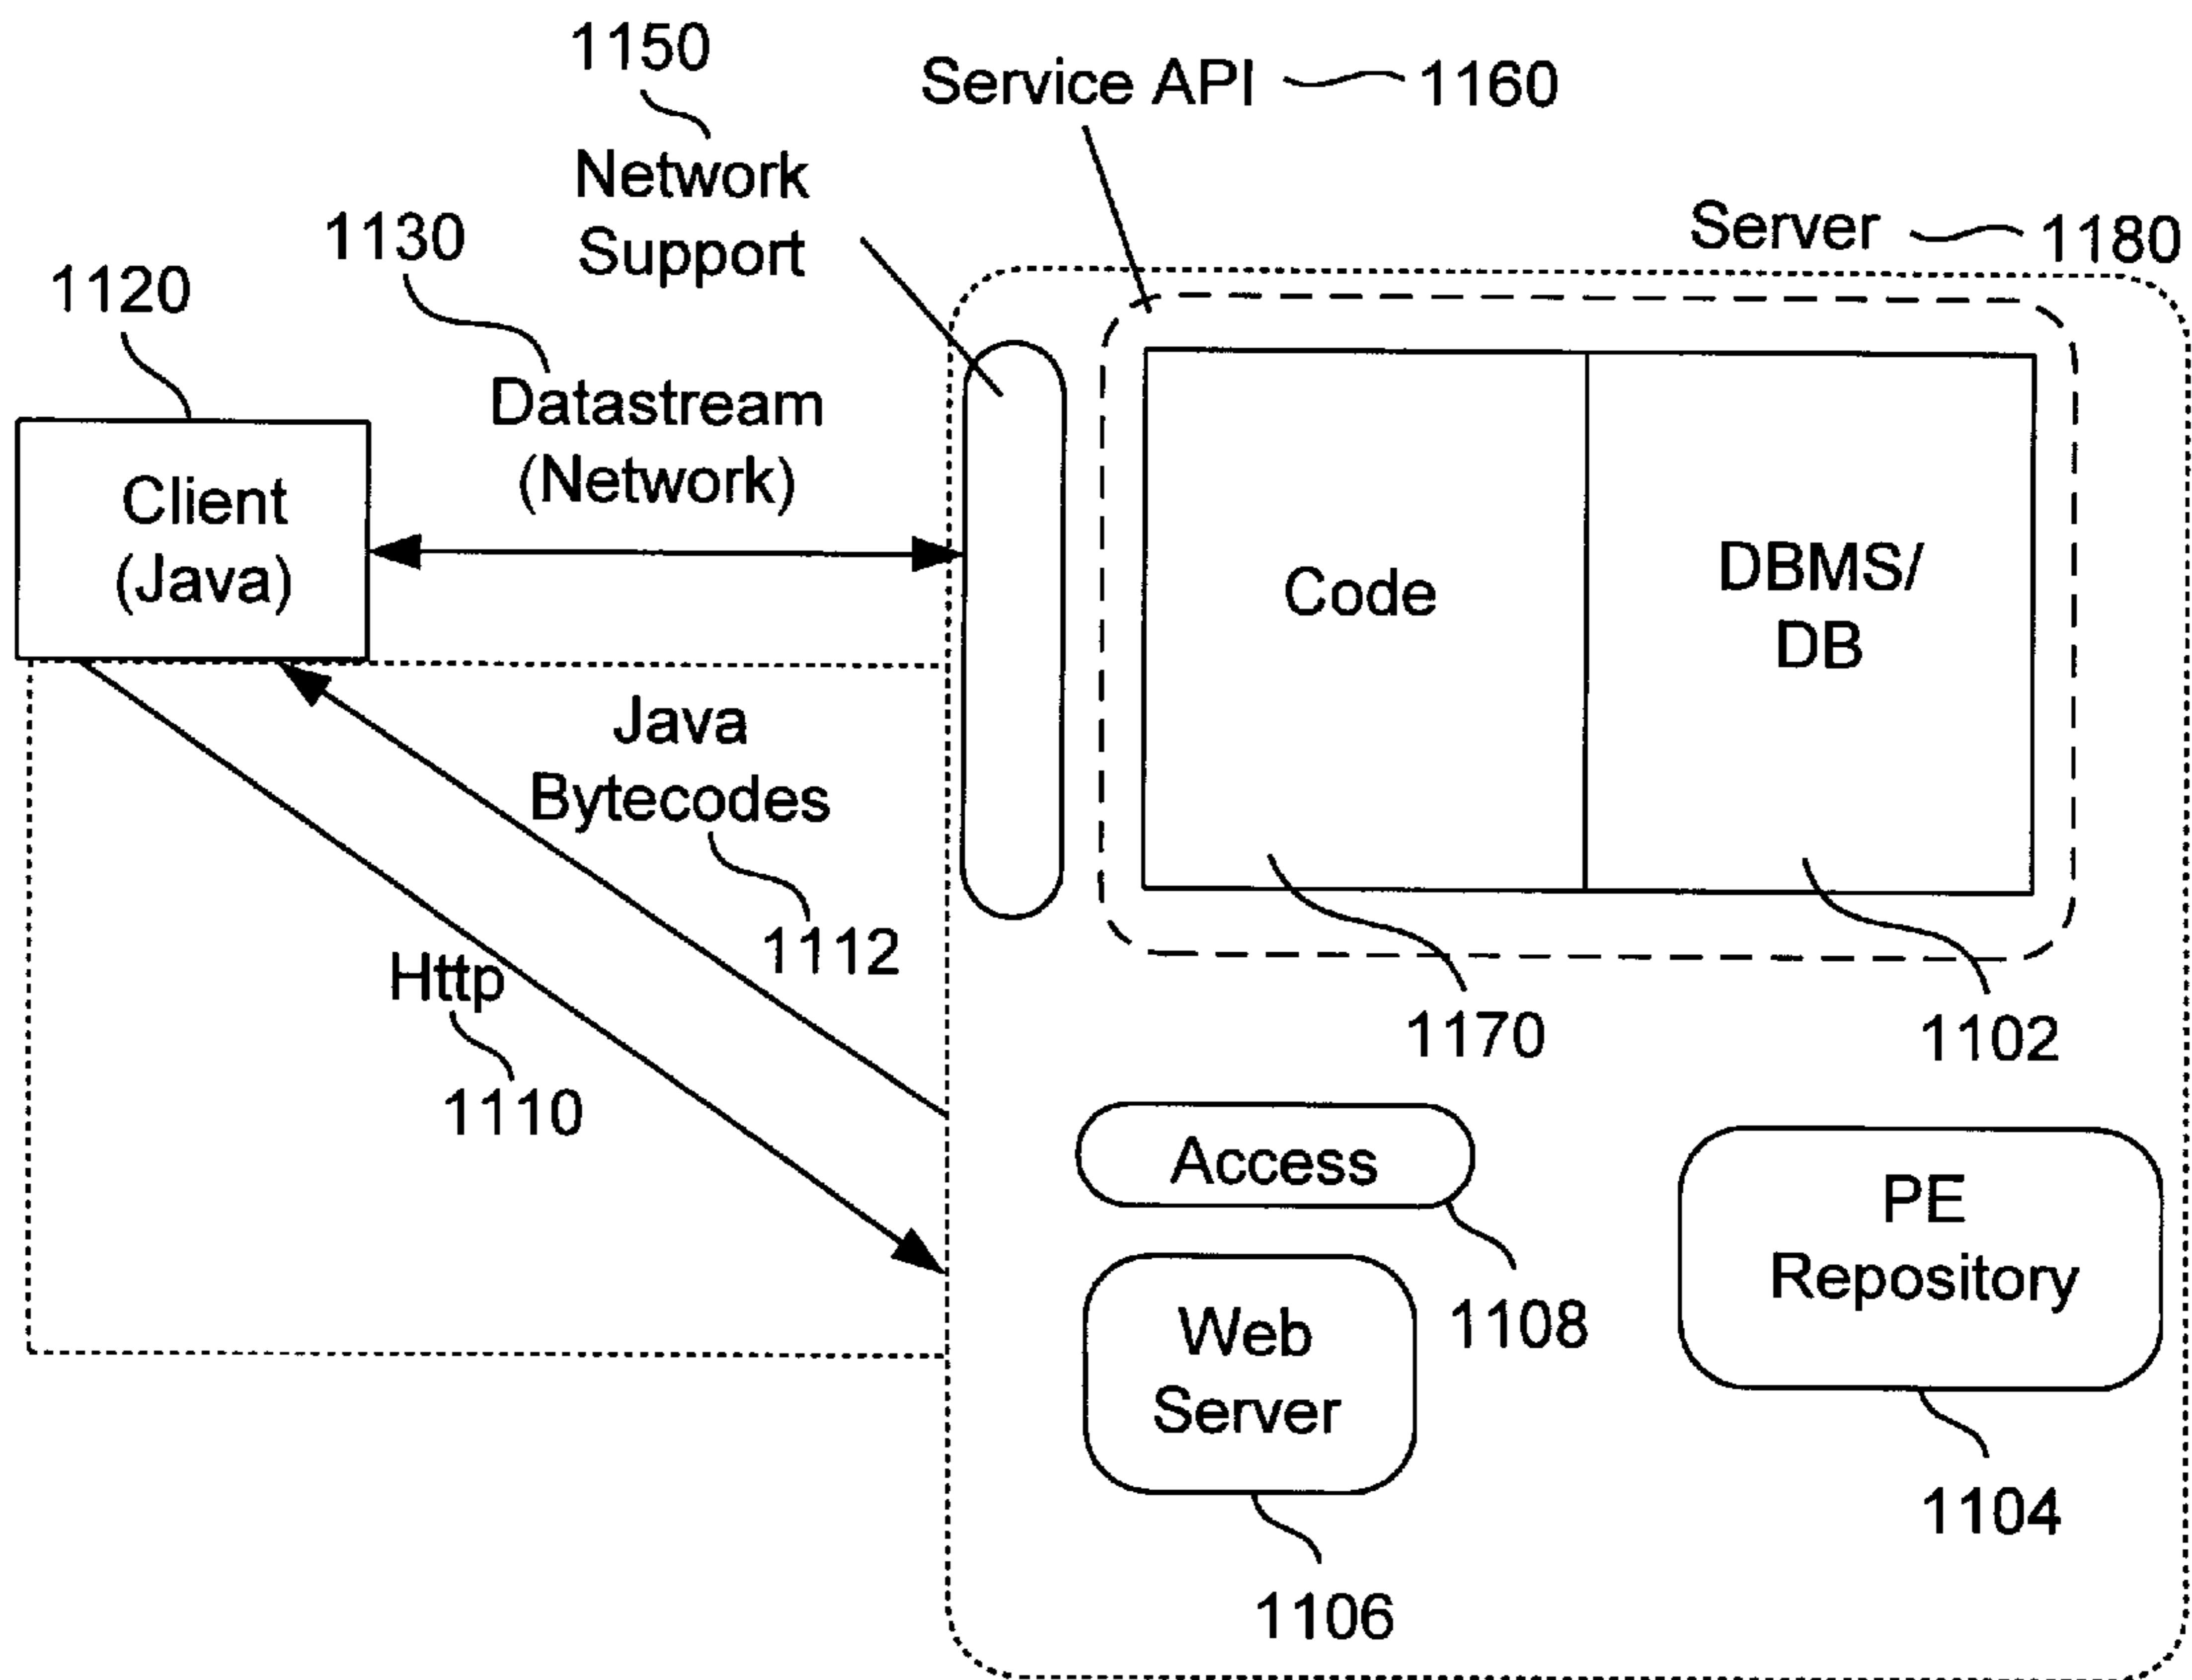 1150
Service API 1160
Network
Support
1130
Server 1180
1120
Datastream
(Network)
Client
(Java)
Code
DBMS/
DB
Java
Bytecodes
1112
Http
1110
1170
1102
Access
1108
PE
Repository
1104
Web
Server
1106